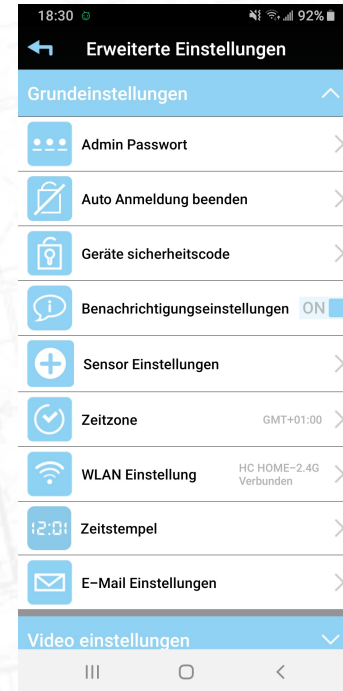 18:30 92%
Erweiterte Einstellungen
Grundeinstellungen
Admin Passwort
Auto Anmeldung beenden
Geräte sicherheitscode
Benachrichtigungseinstellungen ON
Sensor Einstellungen
Zeitzone GMT+01:00
WLAN Einstellung HC HOME-2.4G
Verbunden
12:01 Zeitstempel
E-Mail Einstellungen
Video einstellungen